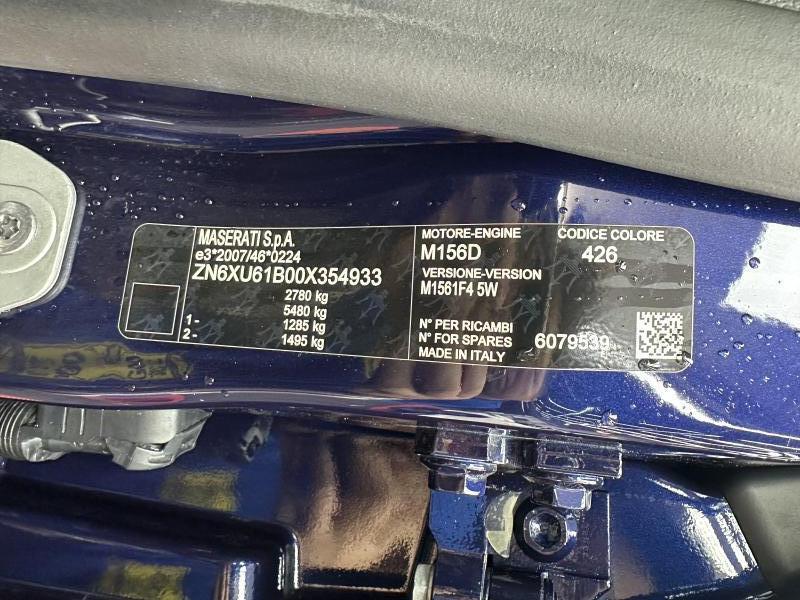 MASERATI S.p.A.
e3*2007/46*0224
ZN6XU61B00X354933
2780 kg
5480 kg
1- 1285 kg
2- 1495 kg
MOTORE-ENGINE
M156D
VERSIONE-VERSION
M1561F4 5W
CODICE COLORE
426
N° PER RICAMBI
N° FOR SPARES 6079539
MADE IN ITALY